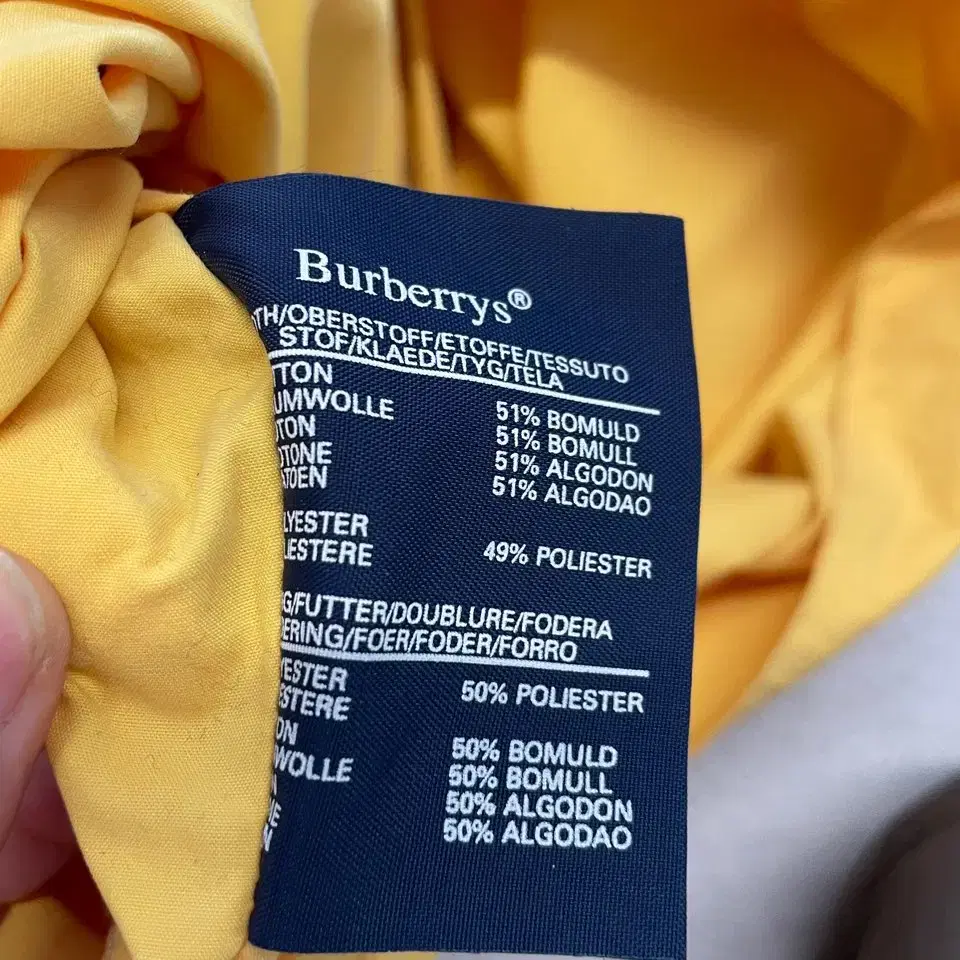 Burberrys®
TH/OBERSTOFF/ETOFFE/TESSUTO
STOF/KLAEDE/TYG/TELA
TTON
UMWOLLE 51% BOMULD
TON 51% BOMULL
OTONE 51% ALGODON
ATOEN 51% ALGODAO
LYESTER
LIESTERE 49% POLIESTER
G/FUTTER/DOUBLURE/FODERA
ERING/FOER/FODER/FORRO
YESTER
ESTERE 50% POLIESTER
ON
WOLLE 50% BOMULD
50% BOMULL
50% ALGODON
50% ALGODAO